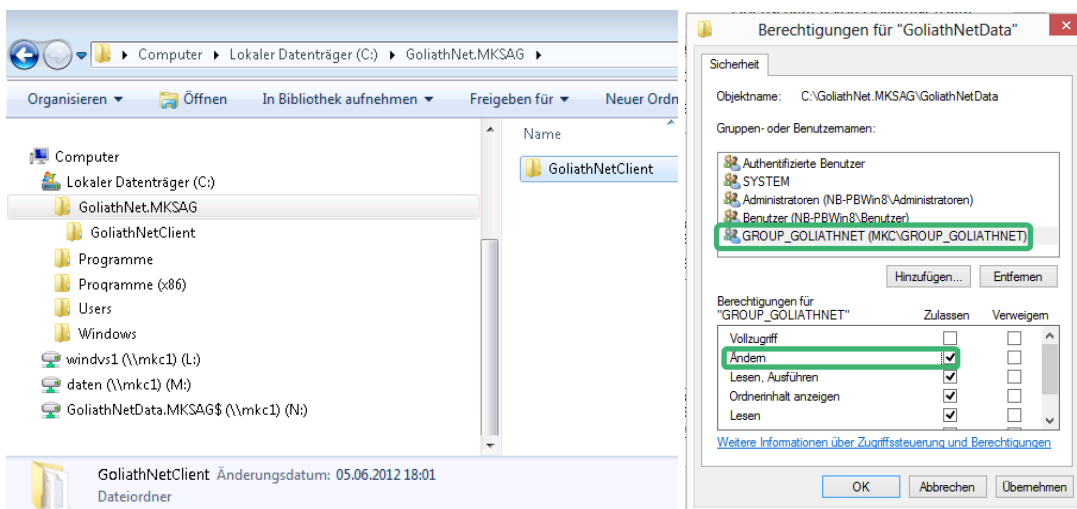 Computer ▸ Lokaler Datenträger (C:) ▸ GoliathNet.MKSAG ▸
Organisieren Öffnen In Bibliothek aufnehmen Freigeben für Neuer Ordn
Computer
Lokaler Datenträger (C:)
GoliathNet.MKSAG
GoliathNetClient
Programme
Programme (x86)
Users
Windows
windvs1 (\\mkc1) (L:)
daten (\\mkc1) (M:)
GoliathNetData.MKSAG$ (\\mkc1) (N:)
Name
GoliathNetClient
GoliathNetClient Änderungsdatum: 05.06.2012 18:01
Dateiordner
Berechtigungen für "GoliathNetData"
Sicherheit
Objektname: C:\GoliathNet.MKSAG\GoliathNetData
Gruppen- oder Benutzernamen:
Authentifizierte Benutzer
SYSTEM
Administratoren (NB-PBWin8\Administratoren)
Benutzer (NB-PBWin8\Benutzer)
GROUP_GOLIATHNET (MKC\GROUP_GOLIATHNET)
Hinzufügen... Entfernen
Berechtigungen für
"GROUP_GOLIATHNET" Zulassen Verweigern
Vollzugriff
Ändern
Lesen, Ausführen
Ordnerinhalt anzeigen
Lesen
Weitere Informationen über Zugriffssteuerung und Berechtigungen
OK Abbrechen Übernehmen